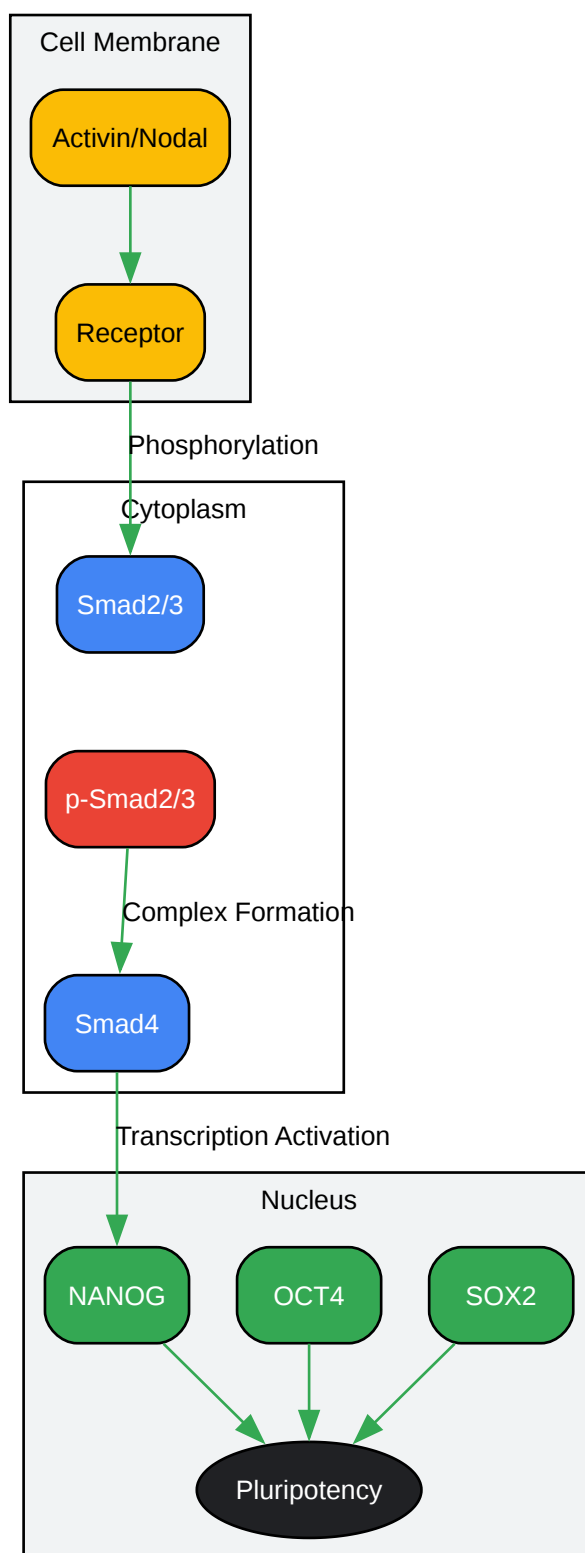 Cell Membrane
Activin/Nodal
Receptor
Phosphorylation
Cytoplasm
Smad2/3
p-Smad2/3
Complex Formation
Smad4
Transcription Activation
Nucleus
NANOG
OCT4
SOX2
Pluripotency